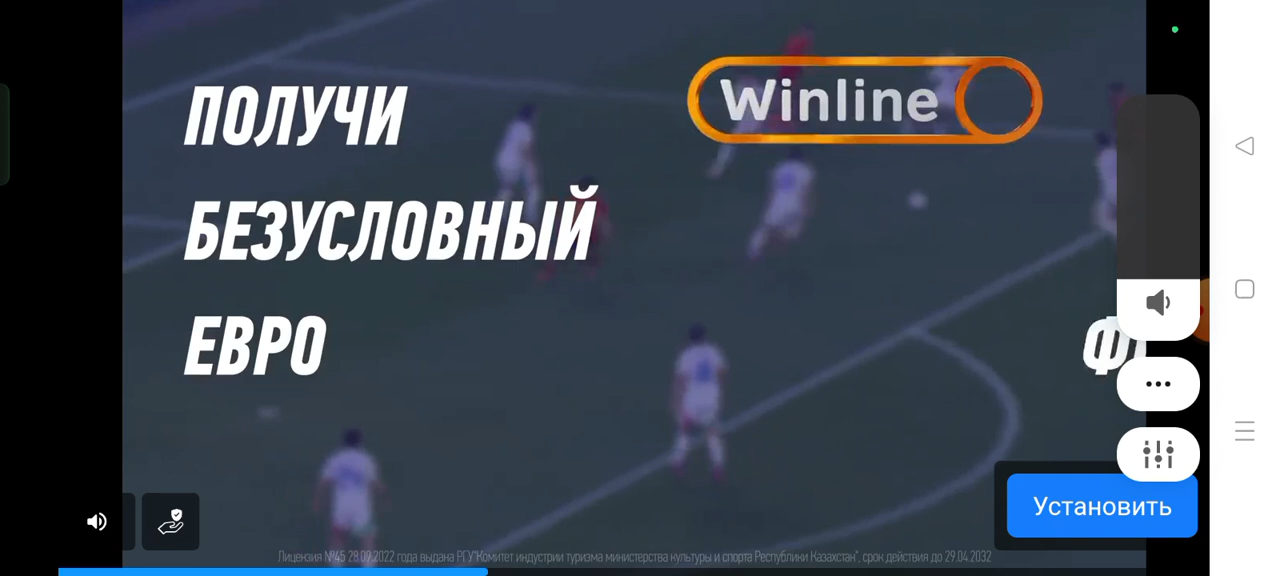 ПОЛУЧИ
Winline
БЕЗУСЛОВНЫЙ
ЕВРО
Установить
Лицензия №45 28.09.2022 года выдана РГУ"Комитет индустрии туризма министерства культуры и спорта Республики Казахстан", срок действия до 29.04.2032